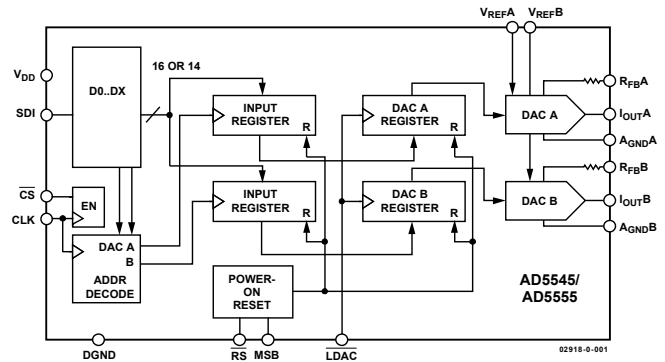 VREFA VREFB
VDD
SDI
D0..DX
16 OR 14
INPUT
REGISTER
R
DAC A
REGISTER
R
DAC A
RFBA
IOUTA
AGNDA
CS
CLK
EN
INPUT
REGISTER
R
DAC B
REGISTER
R
DAC B
RFBB
IOUTB
AGNDB
DAC A
B
ADDR
DECODE
POWER-
ON
RESET
AD5545/
AD5555
DGND
RS
MSB
LDAC
02918-0-001